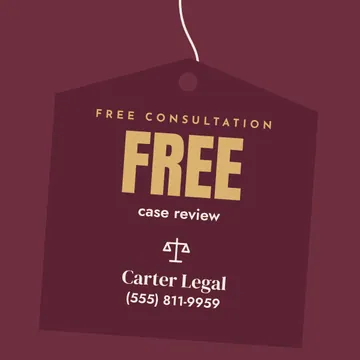 FREE CONSULTATION
FREE
case review
Carter Legal
(555) 811-9959